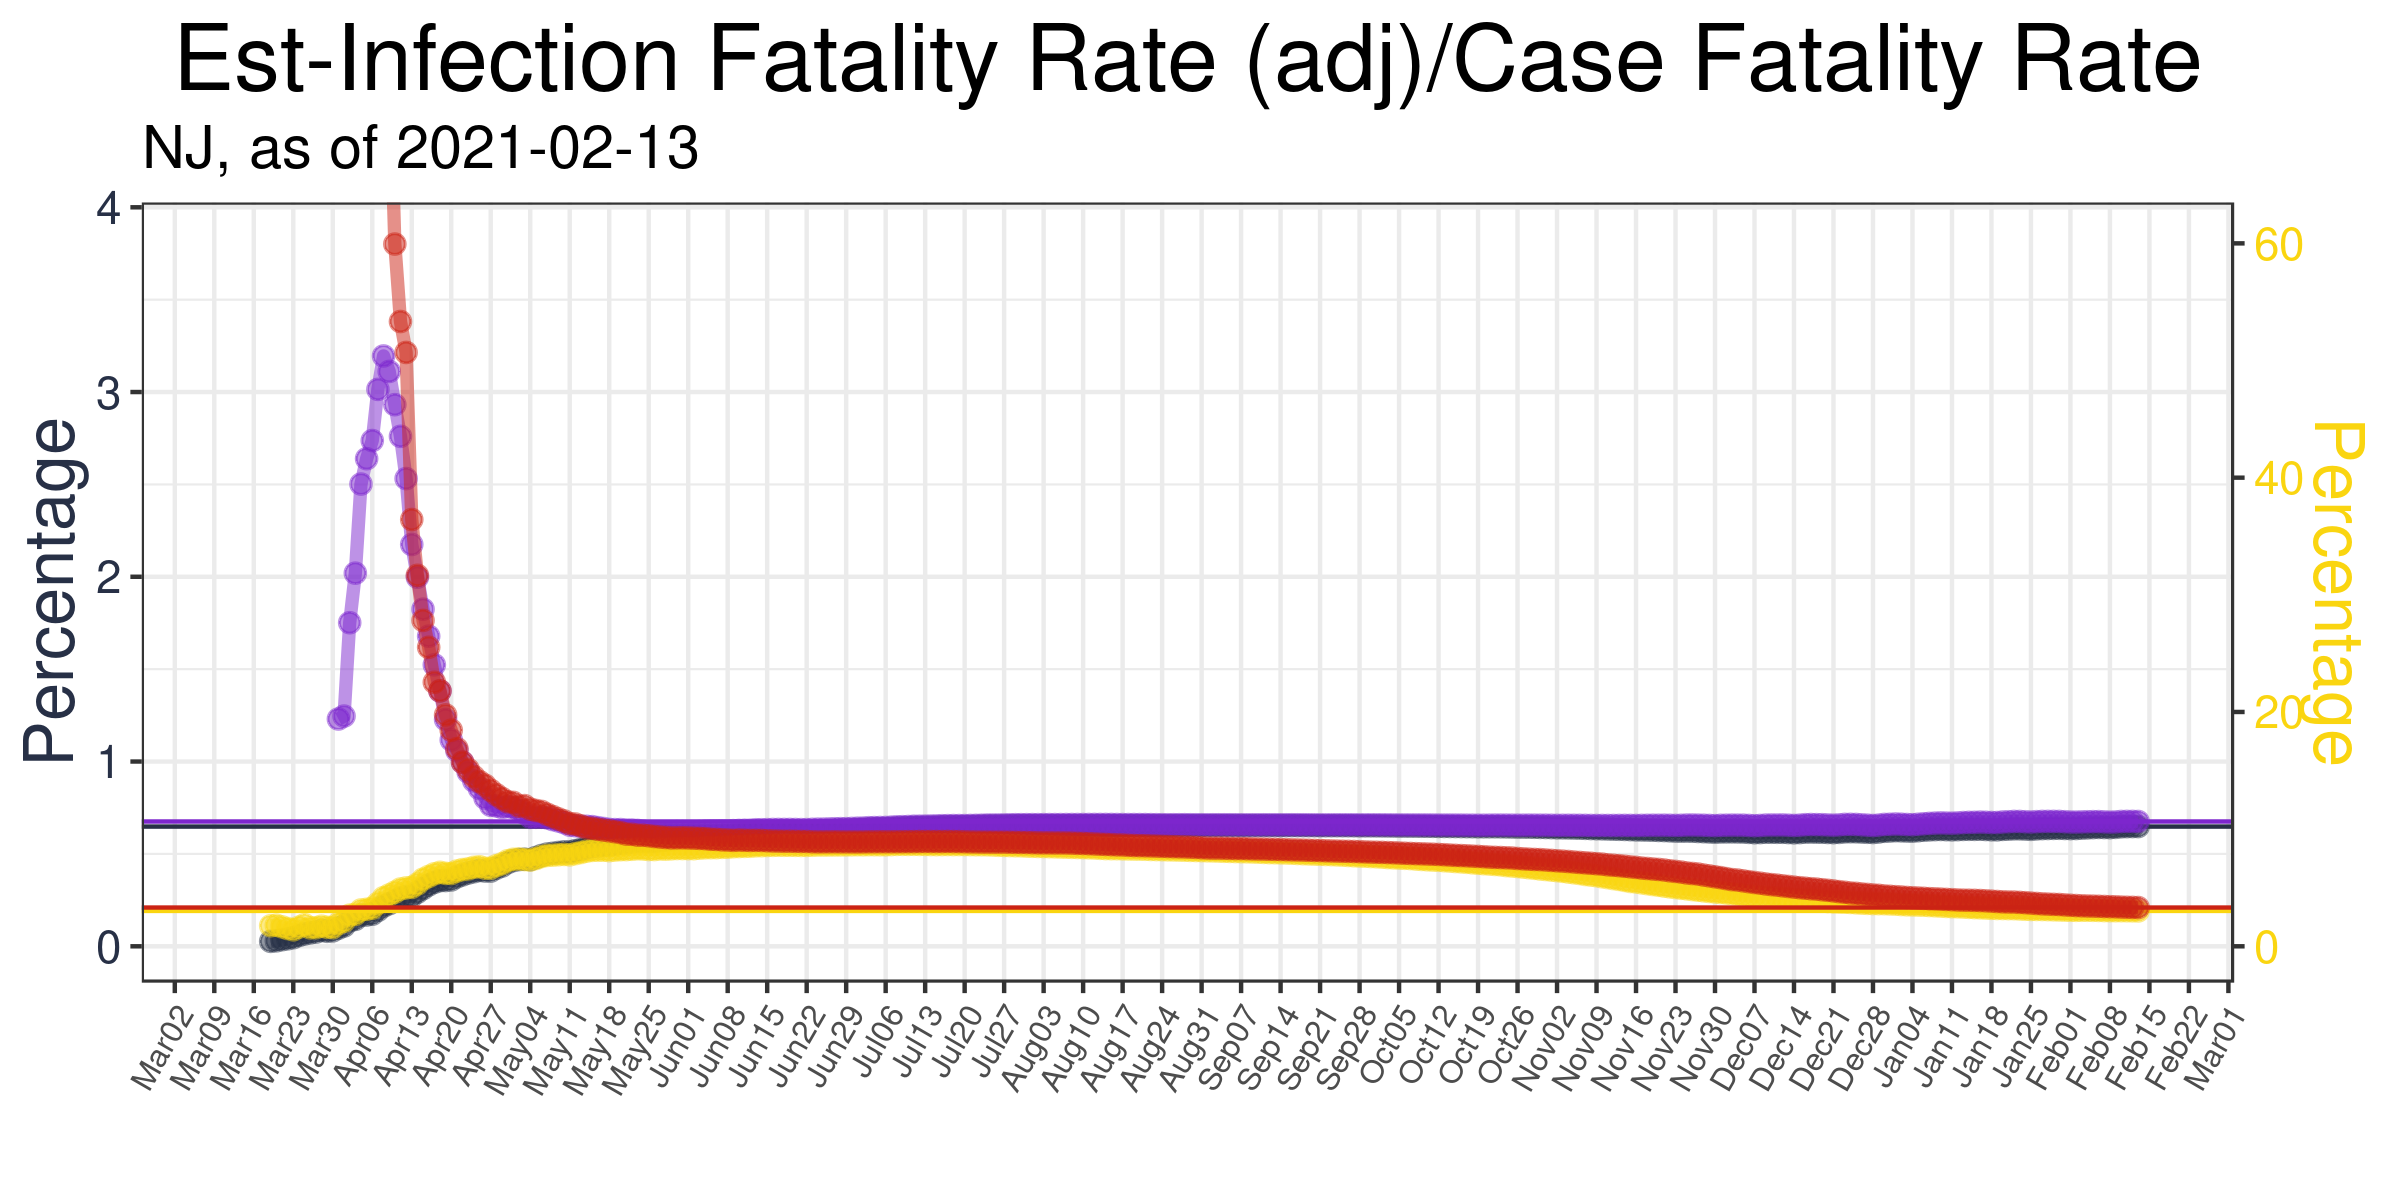 Est-Infection Fatality Rate (adj)/Case Fatality Rate
NJ, as of 2021-02-13
Percentage
4
3
2
1
0
60
40
20
0
Percentage
Mar02
Mar09
Mar16
Mar23
Mar30
Apr06
Apr13
Apr20
Apr27
May04
May11
May18
May25
Jun01
Jun08
Jun15
Jun22
Jun29
Jul06
Jul13
Jul20
Jul27
Aug03
Aug10
Aug17
Aug24
Aug31
Sep07
Sep14
Sep21
Sep28
Oct05
Oct12
Oct19
Oct26
Nov02
Nov09
Nov16
Nov23
Nov30
Dec07
Dec14
Dec21
Dec28
Jan04
Jan11
Jan18
Jan25
Feb01
Feb08
Feb15
Feb22
Mar01